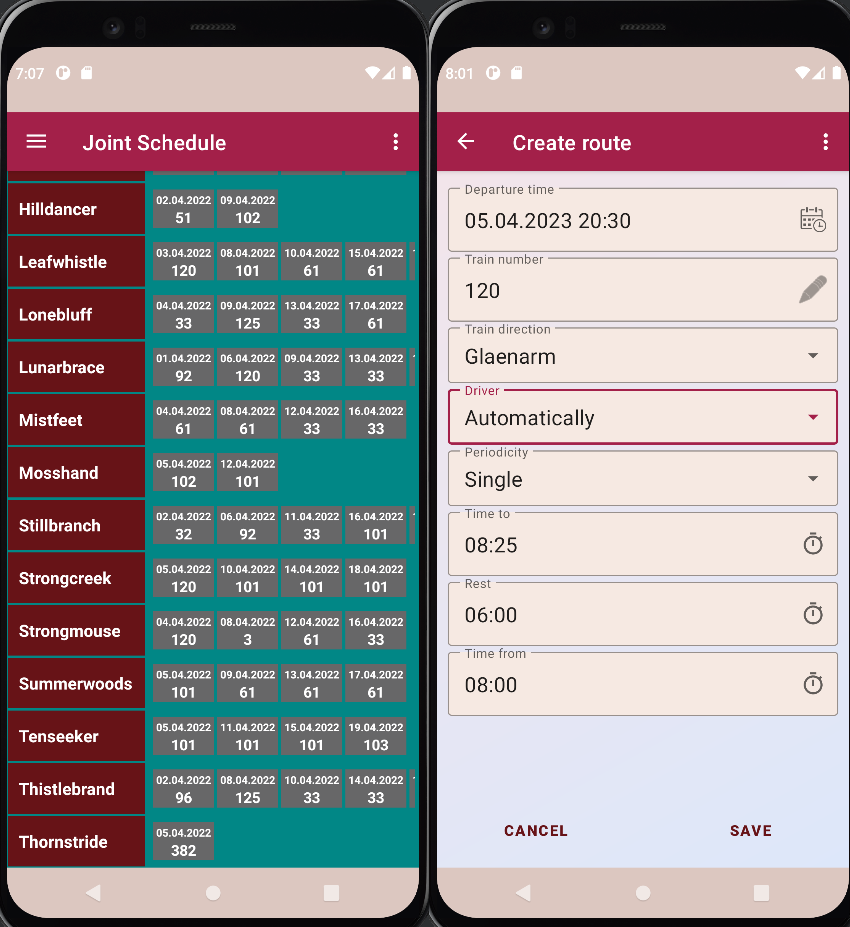 7:07
Joint Schedule
Hilldancer
02.04.2022 09.04.2022
51 102
Leafwhistle
03.04.2022 08.04.2022 10.04.2022 15.04.2022
120 101 61 61
Lonebluff
04.04.2022 09.04.2022 13.04.2022 17.04.2022
33 125 33 61
Lunarbrace
01.04.2022 06.04.2022 09.04.2022 13.04.2022
92 120 33 33
Mistfeet
04.04.2022 08.04.2022 12.04.2022 16.04.2022
61 61 33 33
Mosshand
05.04.2022 12.04.2022
102 101
Stillbranch
02.04.2022 06.04.2022 11.04.2022 16.04.2022
32 92 33 101
Strongcreek
05.04.2022 10.04.2022 14.04.2022 18.04.2022
120 101 101 101
Strongmouse
04.04.2022 08.04.2022 12.04.2022 16.04.2022
120 3 61 33
Summerwoods
05.04.2022 09.04.2022 13.04.2022 17.04.2022
101 61 61 61
Tenseeker
05.04.2022 11.04.2022 15.04.2022 19.04.2022
101 101 101 103
Thistlebrand
02.04.2022 08.04.2022 10.04.2022 14.04.2022
96 125 33 33
Thornstride
05.04.2022
382
8:01
Create route
Departure time
05.04.2023 20:30
Train number
120
Train direction
Glaenarm
Driver
Automatically
Periodicity
Single
Time to
08:25
Rest
06:00
Time from
08:00
CANCEL SAVE